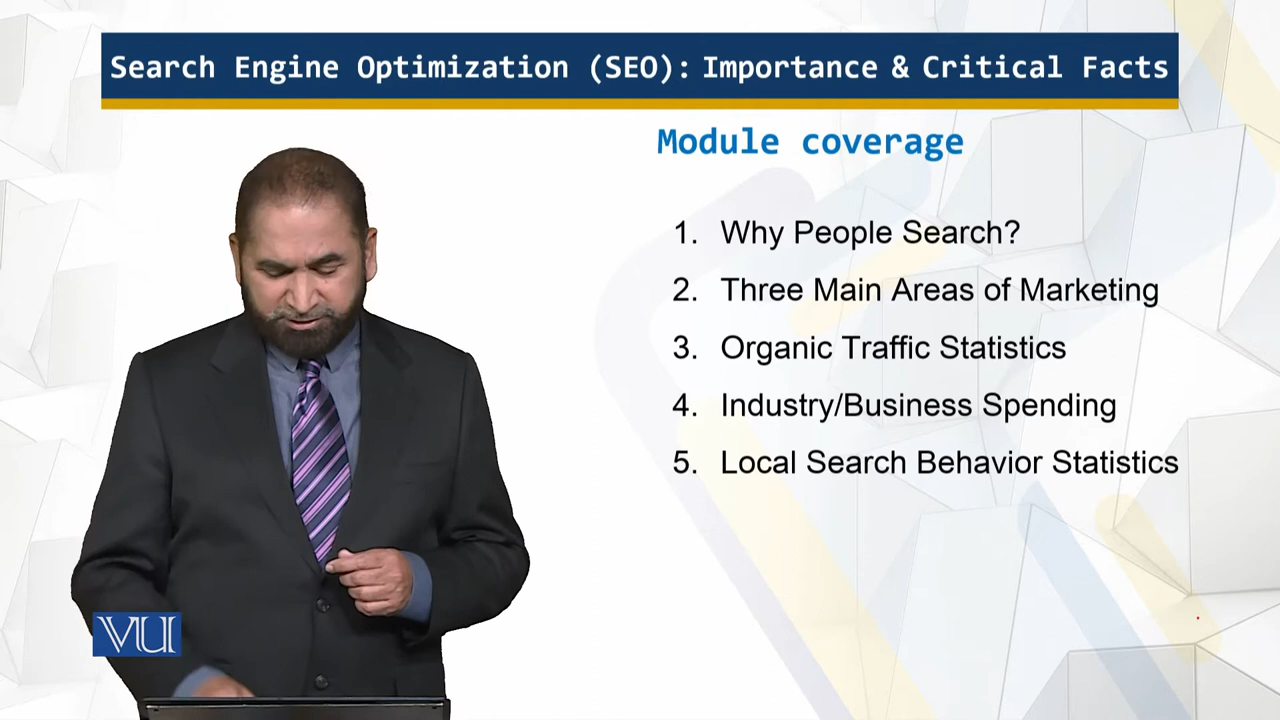 Search Engine Optimization (SEO): Importance & Critical Facts
Module coverage
1. Why People Search?
2. Three Main Areas of Marketing
3. Organic Traffic Statistics
4. Industry/Business Spending
5. Local Search Behavior Statistics
VU